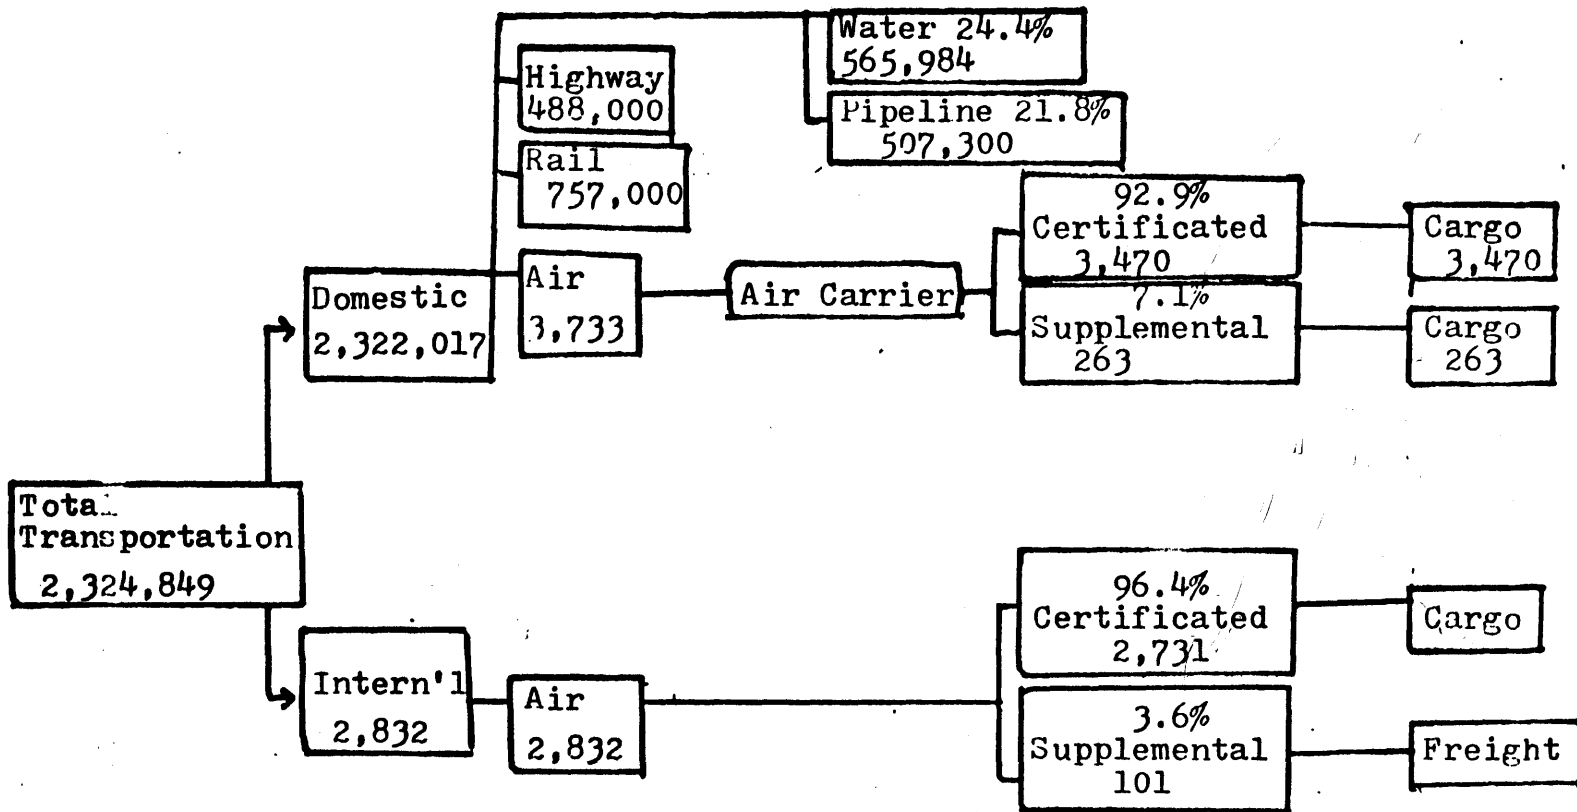 Water 24.4%
565,984
Highway
488,000
Pipeline 21.8%
507,300
Rail
757,000
92.9%
Certificated
3,470
Cargo
3,470
Domestic
2,322,017
Air
3,733
Air Carrier
7.1%
Supplemental
263
Cargo
263
Total
Transportation
2,324,849
96.4%
Certificated
2,731
Cargo
Intern'l
2,832
Air
2,832
3.6%
Supplemental
101
Freight